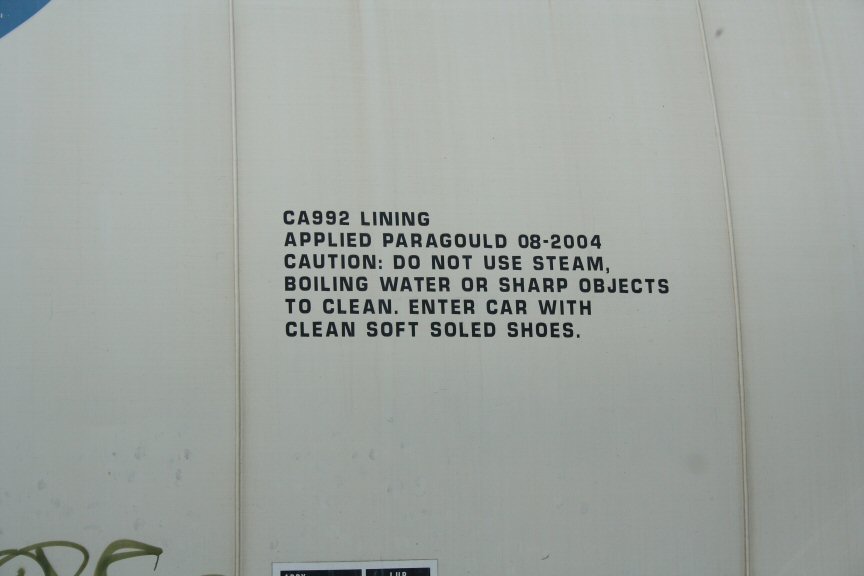 CA992 LINING
APPLIED PARAGOULD 08-2004
CAUTION: DO NOT USE STEAM,
BOILING WATER OR SHARP OBJECTS
TO CLEAN. ENTER CAR WITH
CLEAN SOFT SOLED SHOES.
LUB